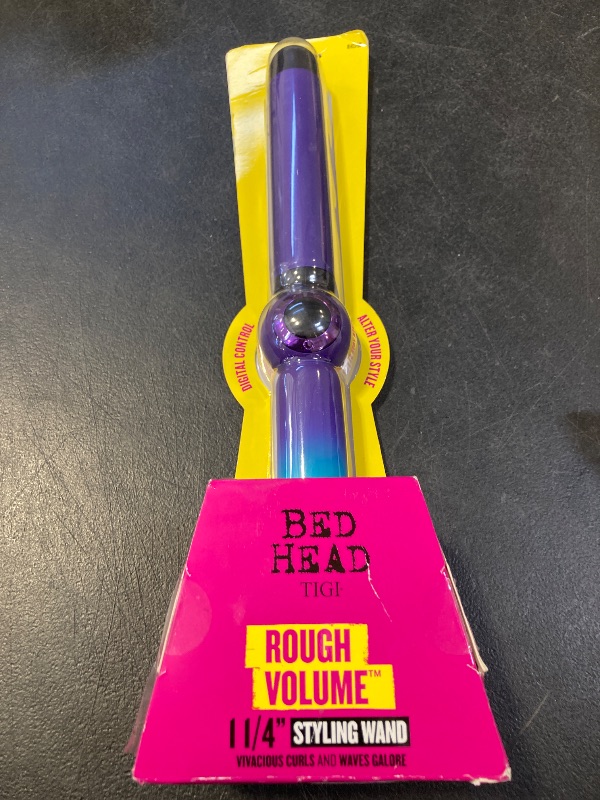 DIGITAL CONTROL
ALTER YOUR STYLE
BED
HEAD
TIGI
ROUGH
VOLUME™
1 1/4" STYLING WAND
VIVACIOUS CURLS AND WAVES GALORE